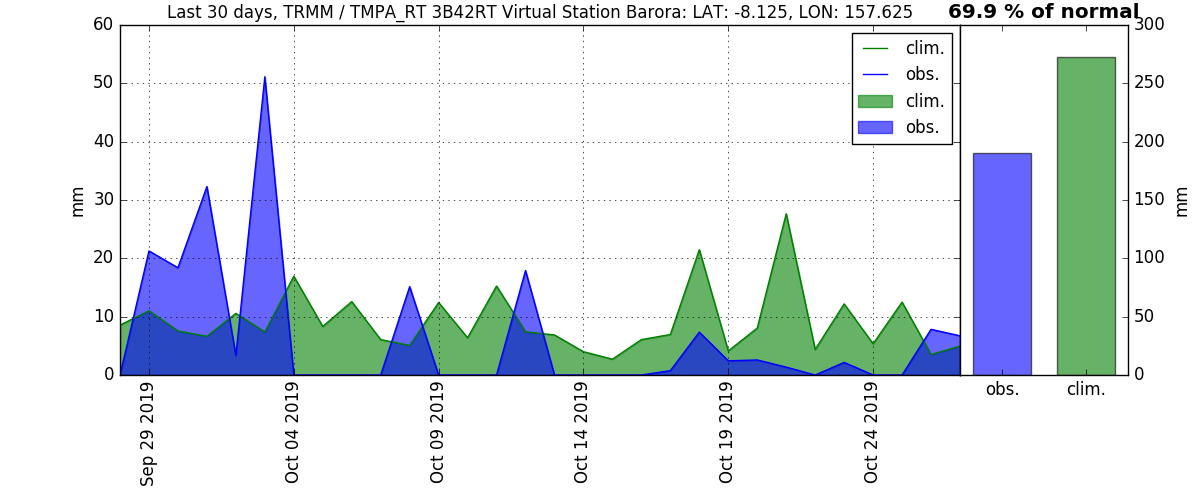 Last 30 days, TRMM / TMPA_RT 3B42RT Virtual Station Barora: LAT: -8.125, LON: 157.625
69.9 % of normal
60
50
40
30
20
10
0
mm
clim.
obs.
clim.
obs.
Sep 29 2019
Oct 04 2019
Oct 09 2019
Oct 14 2019
Oct 19 2019
Oct 24 2019
300
250
200
150
100
50
0
mm
obs.
clim.